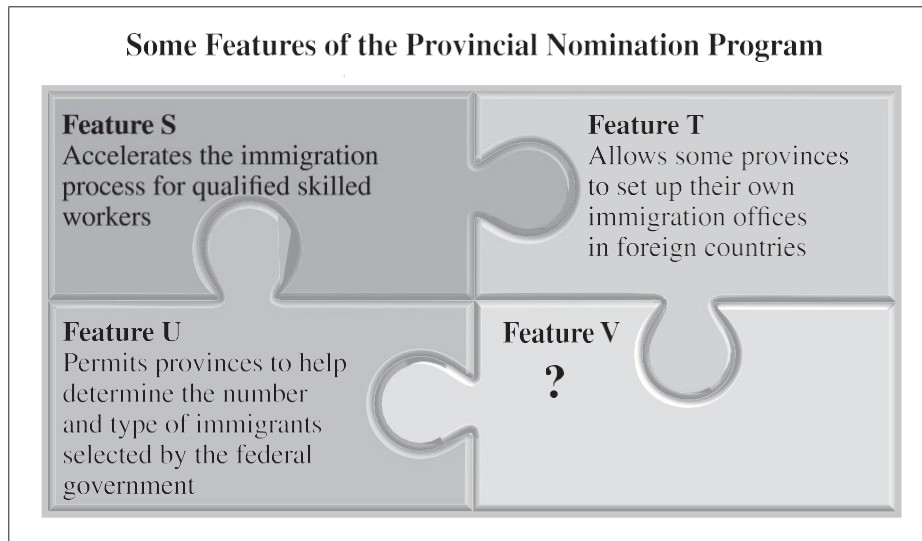 Some Features of the Provincial Nomination Program
Feature S
Accelerates the immigration
process for qualified skilled
workers
Feature T
Allows some provinces
to set up their own
immigration offices
in foreign countries
Feature U
Permits provinces to help
determine the number
and type of immigrants
selected by the federal
government
Feature V
?